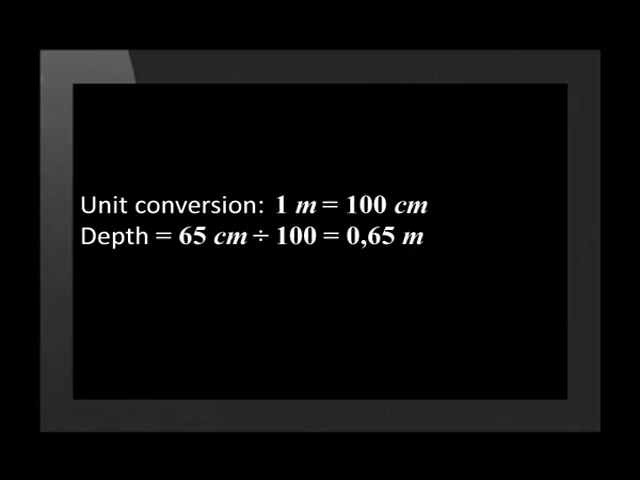 Unit conversion: 1 m = 100 cm
Depth = 65 cm ÷ 100 = 0,65 m